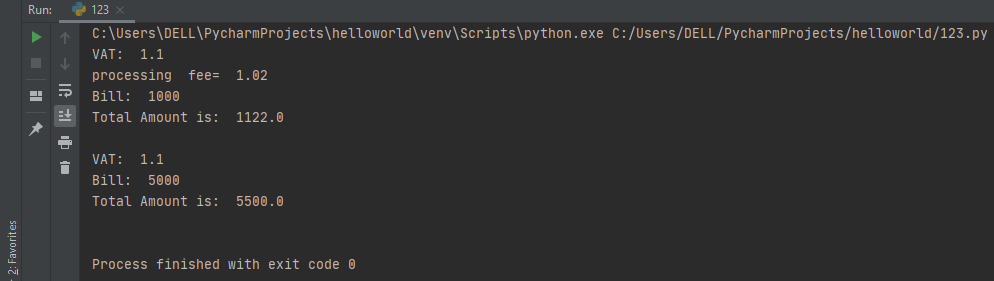 Run: 123 ×
C:\Users\DELL\PycharmProjects\helloworld\venv\Scripts\python.exe C:/Users/DELL/PycharmProjects/helloworld/123.py
VAT:  1.1
processing  fee=  1.02
Bill:  1000
Total Amount is:  1122.0
VAT:  1.1
Bill:  5000
Total Amount is:  5500.0
Process finished with exit code 0
2: Favorites